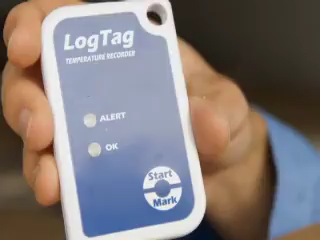 LogTag
TEMPERATURE RECORDER
ALERT
OK
Start
Mark